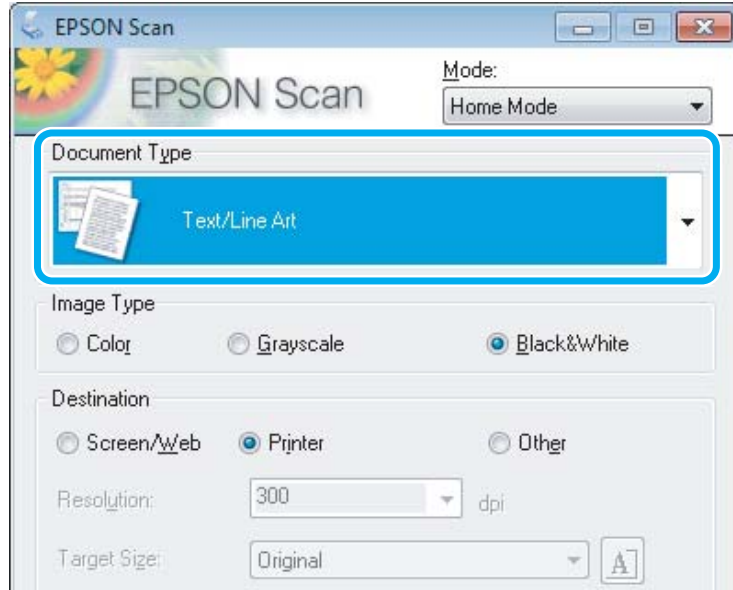 EPSON Scan
EPSON Scan
Mode:
Home Mode
Document Type
Text/Line Art
Image Type
Color Grayscale Black&White
Destination
Screen/Web Printer Other
Resolution: 300 dpi
Target Size: Original A